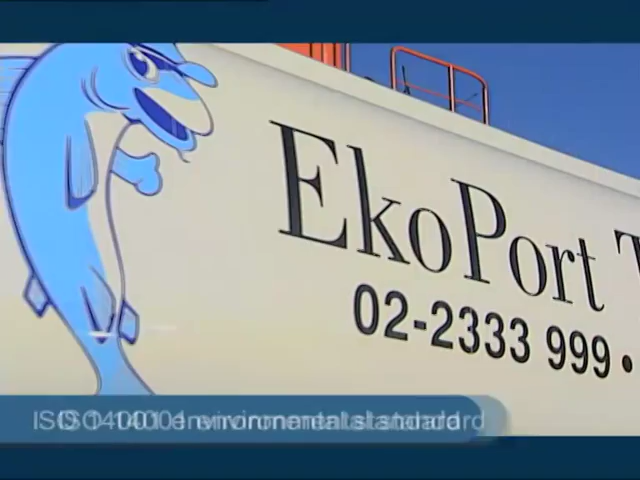 EkoPort T
02-2333 999 •
ISO 14001 environmental standard